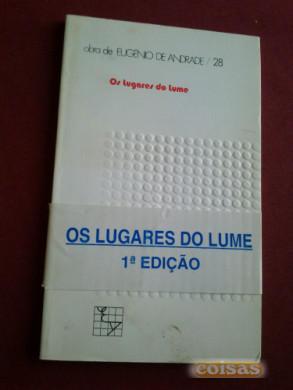 obra de EUGÉNIO DE ANDRADE / 28
Os Lugares do Lume
OS LUGARES DO LUME
1ª EDIÇÃO
coisas